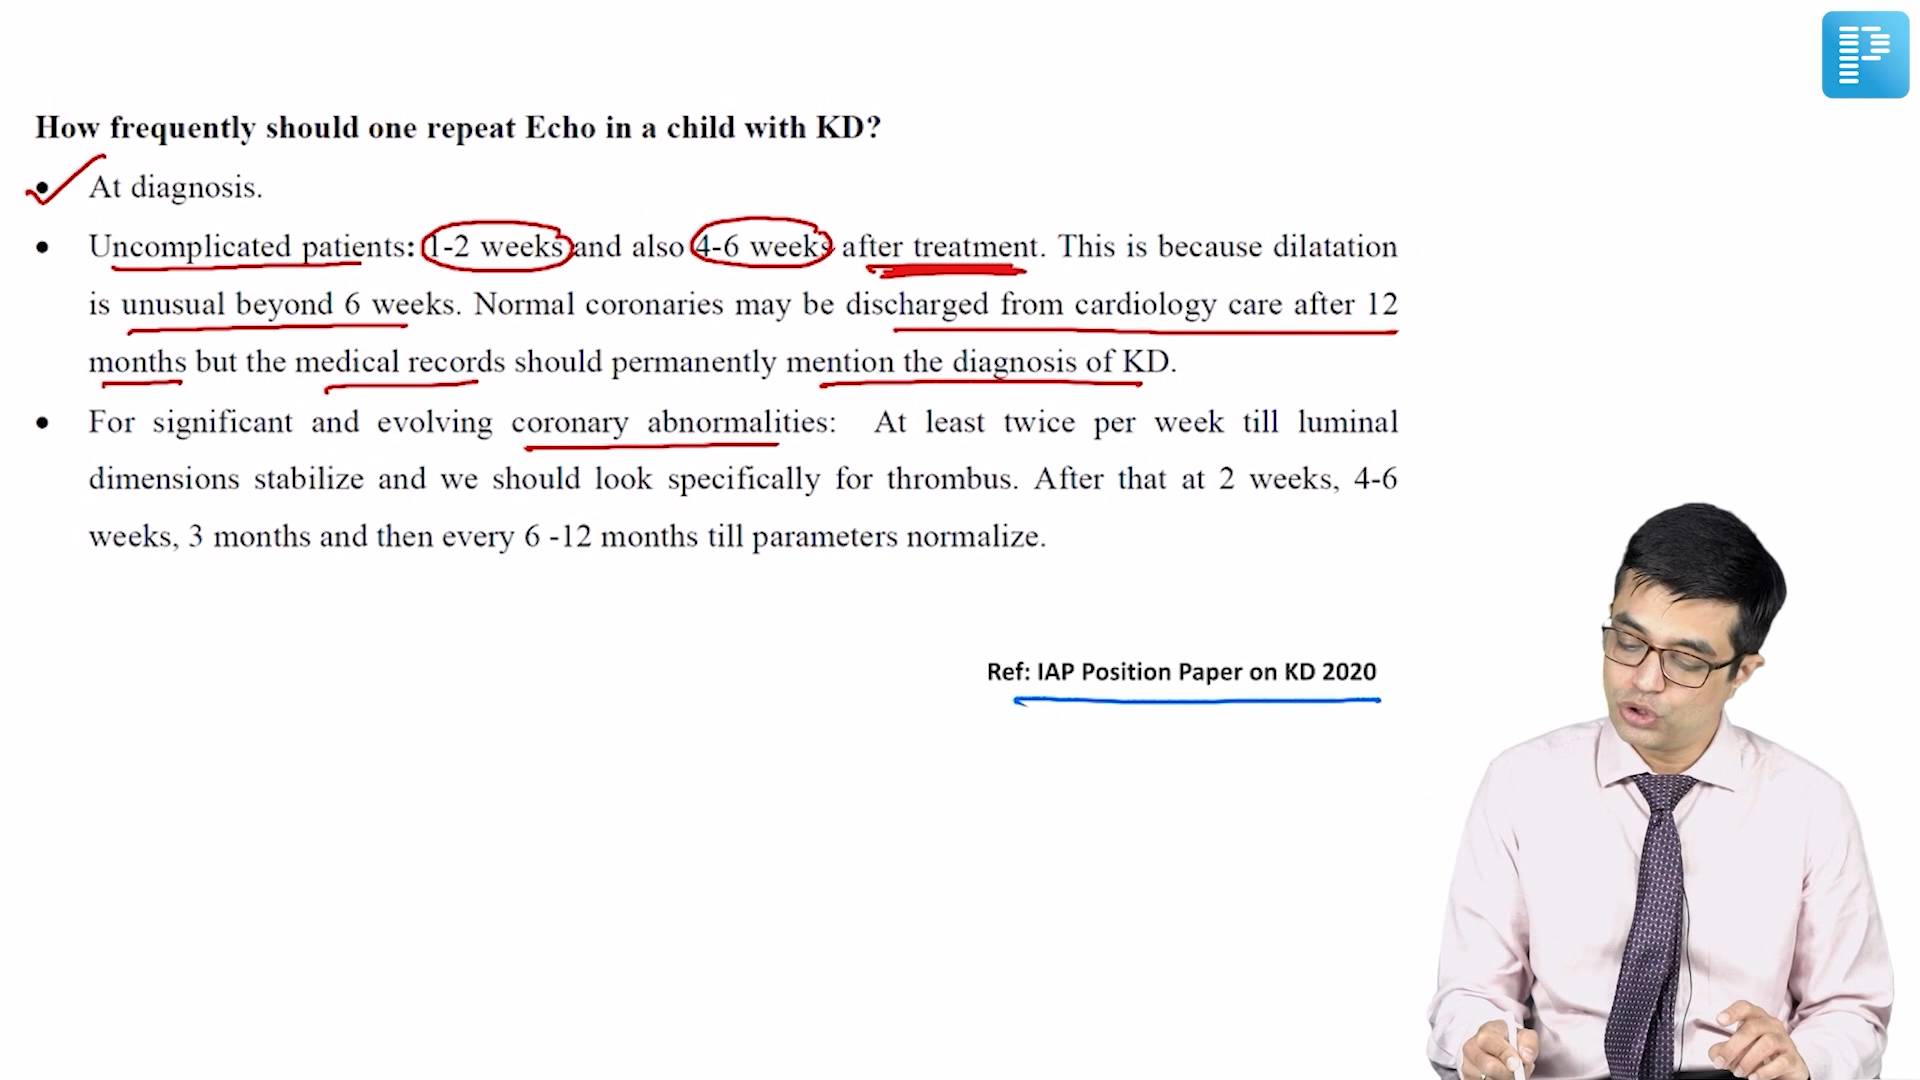 How frequently should one repeat Echo in a child with KD?
• At diagnosis.
• Uncomplicated patients: 1-2 weeks and also 4-6 weeks after treatment. This is because dilatation
is unusual beyond 6 weeks. Normal coronaries may be discharged from cardiology care after 12
months but the medical records should permanently mention the diagnosis of KD.
• For significant and evolving coronary abnormalities: At least twice per week till luminal
dimensions stabilize and we should look specifically for thrombus. After that at 2 weeks, 4-6
weeks, 3 months and then every 6 -12 months till parameters normalize.
Ref: IAP Position Paper on KD 2020